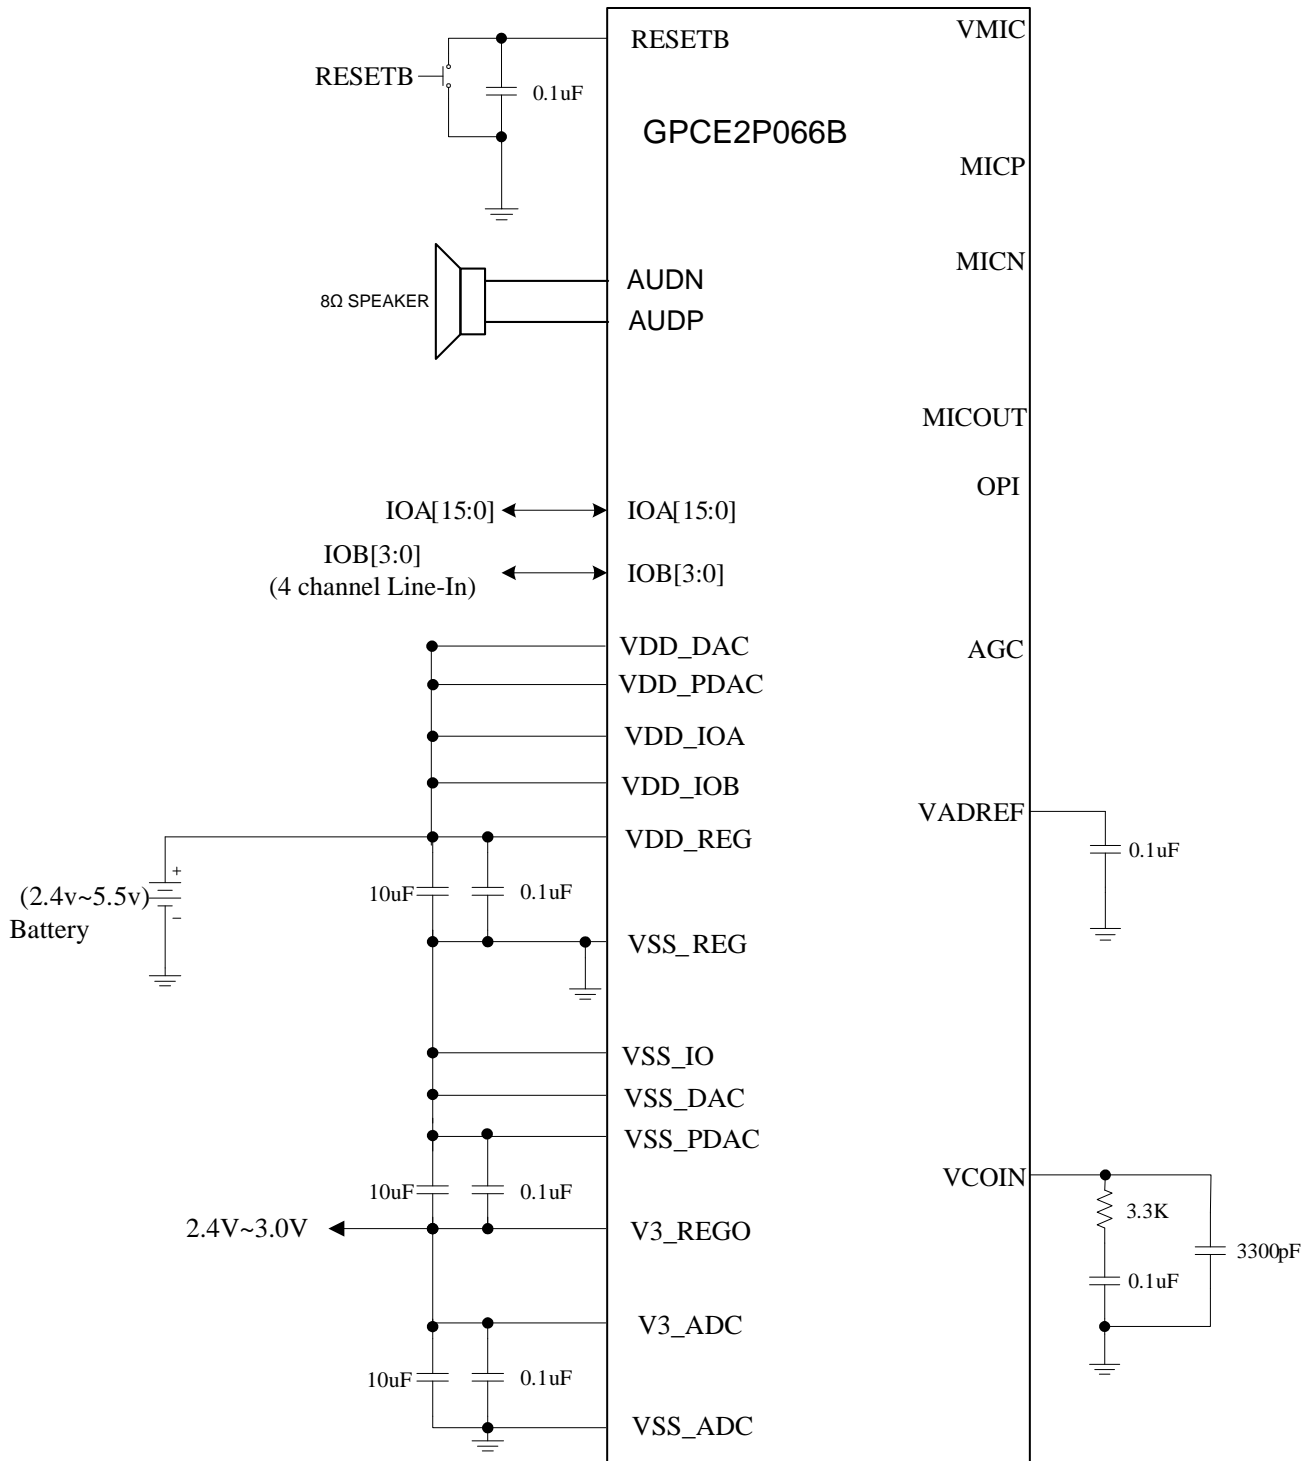 RESETB
VMIC
RESETB
0.1uF
GPCE2P066B
MICP
MICN
AUDN
8Ω SPEAKER
AUDP
MICOUT
OPI
IOA[15:0]
IOA[15:0]
IOB[3:0]
(4 channel Line-In)
IOB[3:0]
VDD_DAC
AGC
VDD_PDAC
VDD_IOA
VDD_IOB
VADREF
VDD_REG
0.1uF
+
(2.4v~5.5v)
10uF
0.1uF
−
Battery
VSS_REG
VSS_IO
VSS_DAC
VSS_PDAC
VCOIN
10uF
0.1uF
3.3K
2.4V~3.0V
V3_REGO
3300pF
0.1uF
V3_ADC
10uF
0.1uF
VSS_ADC